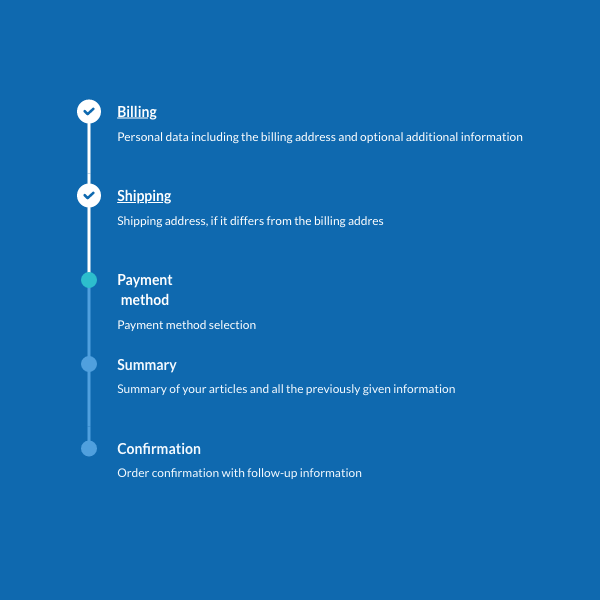 Billing
Personal data including the billing address and optional additional information
Shipping
Shipping address, if it differs from the billing addres
Payment
method
Payment method selection
Summary
Summary of your articles and all the previously given information
Confirmation
Order confirmation with follow-up information